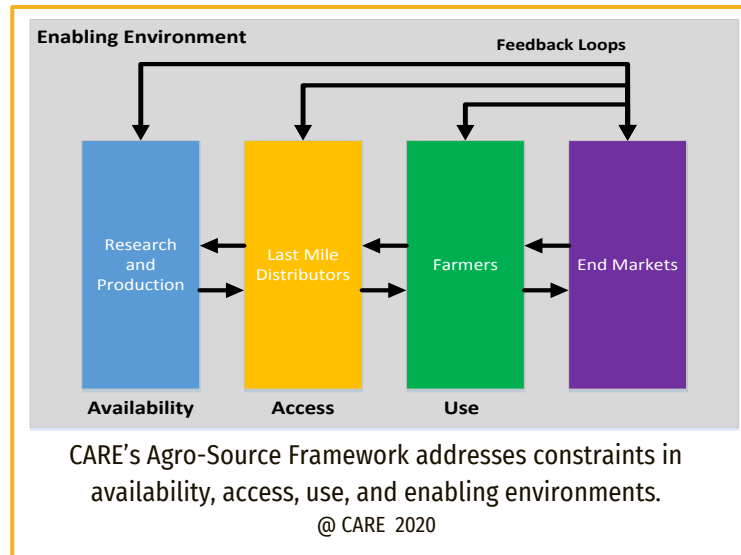 Enabling Environment
Feedback Loops
Research
and
Production
Last Mile
Distributors
Farmers
End Markets
Availability
Access
Use
CARE’s Agro-Source Framework addresses constraints in
availability, access, use, and enabling environments.
@ CARE 2020